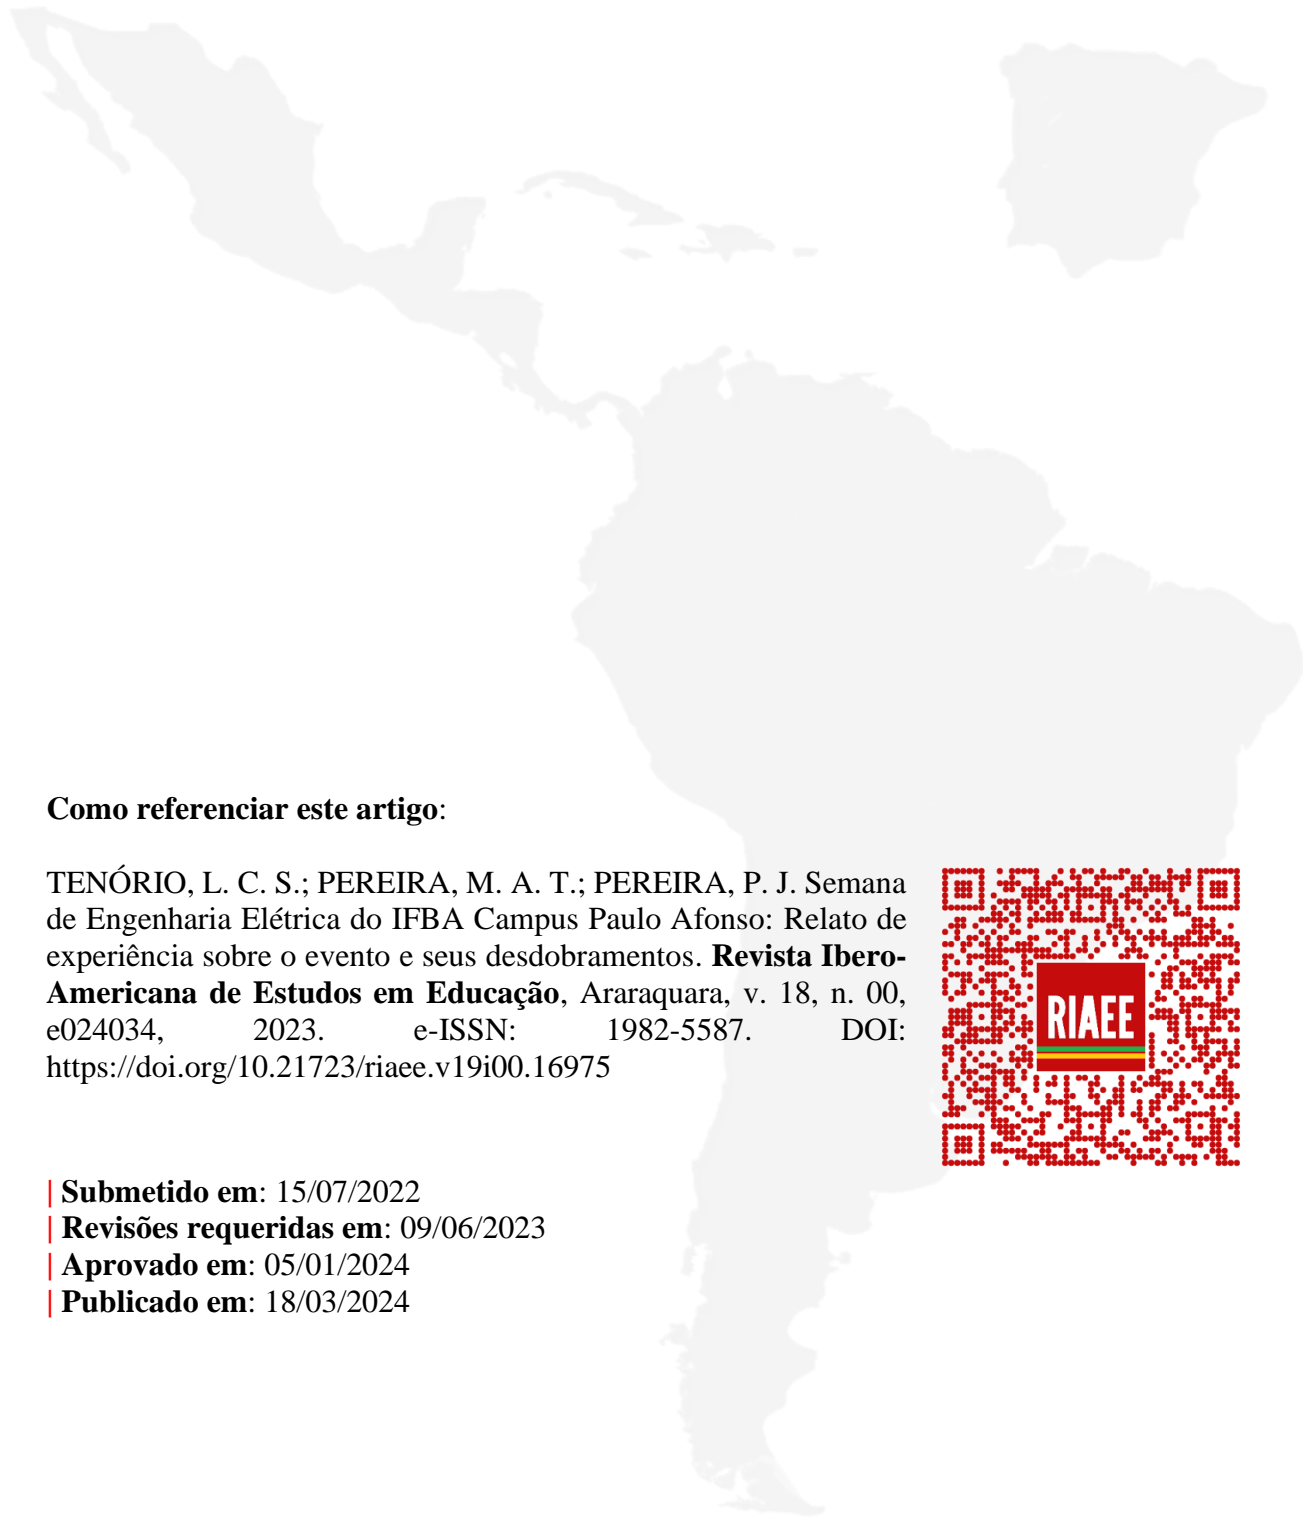 Como referenciar este artigo:
TENÓRIO, L. C. S.; PEREIRA, M. A. T.; PEREIRA, P. J. Semana
de Engenharia Elétrica do IFBA Campus Paulo Afonso: Relato de
experiência sobre o evento e seus desdobramentos. Revista Ibero-
Americana de Estudos em Educação, Araraquara, v. 18, n. 00,
e024034, 2023. e-ISSN: 1982-5587. DOI:
https://doi.org/10.21723/riaee.v19i00.16975
RIAEE
| Submetido em: 15/07/2022
| Revisões requeridas em: 09/06/2023
| Aprovado em: 05/01/2024
| Publicado em: 18/03/2024